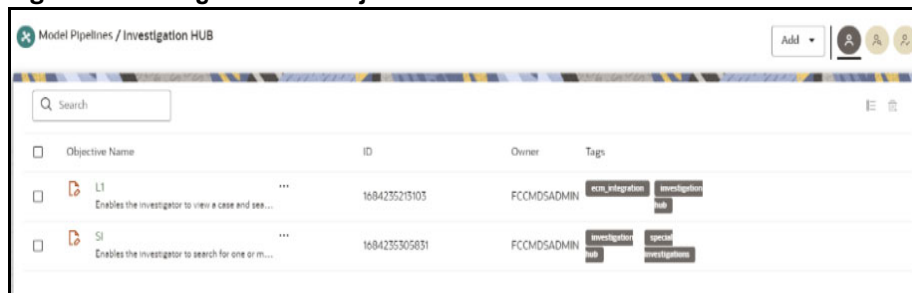 Model Pipelines / Investigation HUB
Add
Search
Objective Name ID Owner Tags
L1 ...
Enables the investigator to view a case and sea... 1684235213103 FCCMDSADMIN ecm_integration investigation hub
SI ...
Enables the investigator to search for one or m... 1684235305831 FCCMDSADMIN investigation hub special investigations